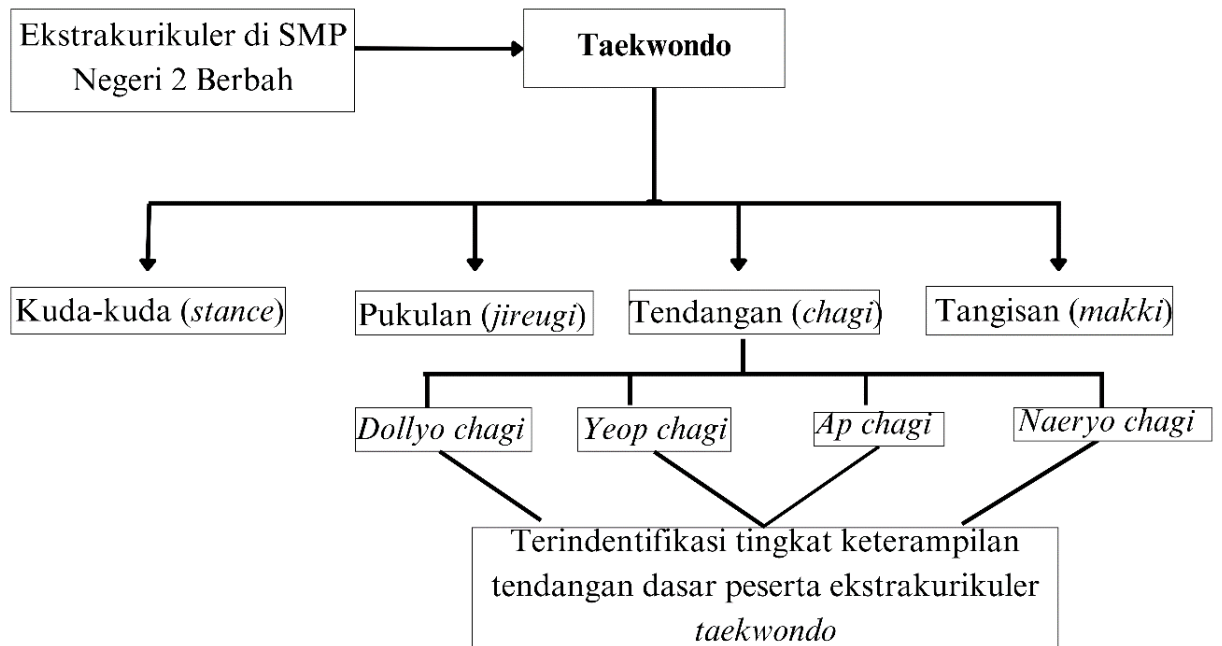 Ekstrakurikuler di SMP
Negeri 2 Berbah
Taekwondo
Kuda-kuda (stance)
Pukulan (jireugi)
Tendangan (chagi)
Tangisan (makki)
Dollyo chagi
Yeop chagi
Ap chagi
Naeryo chagi
Terindentifikasi tingkat keterampilan
tendangan dasar peserta ekstrakurikuler
taekwondo